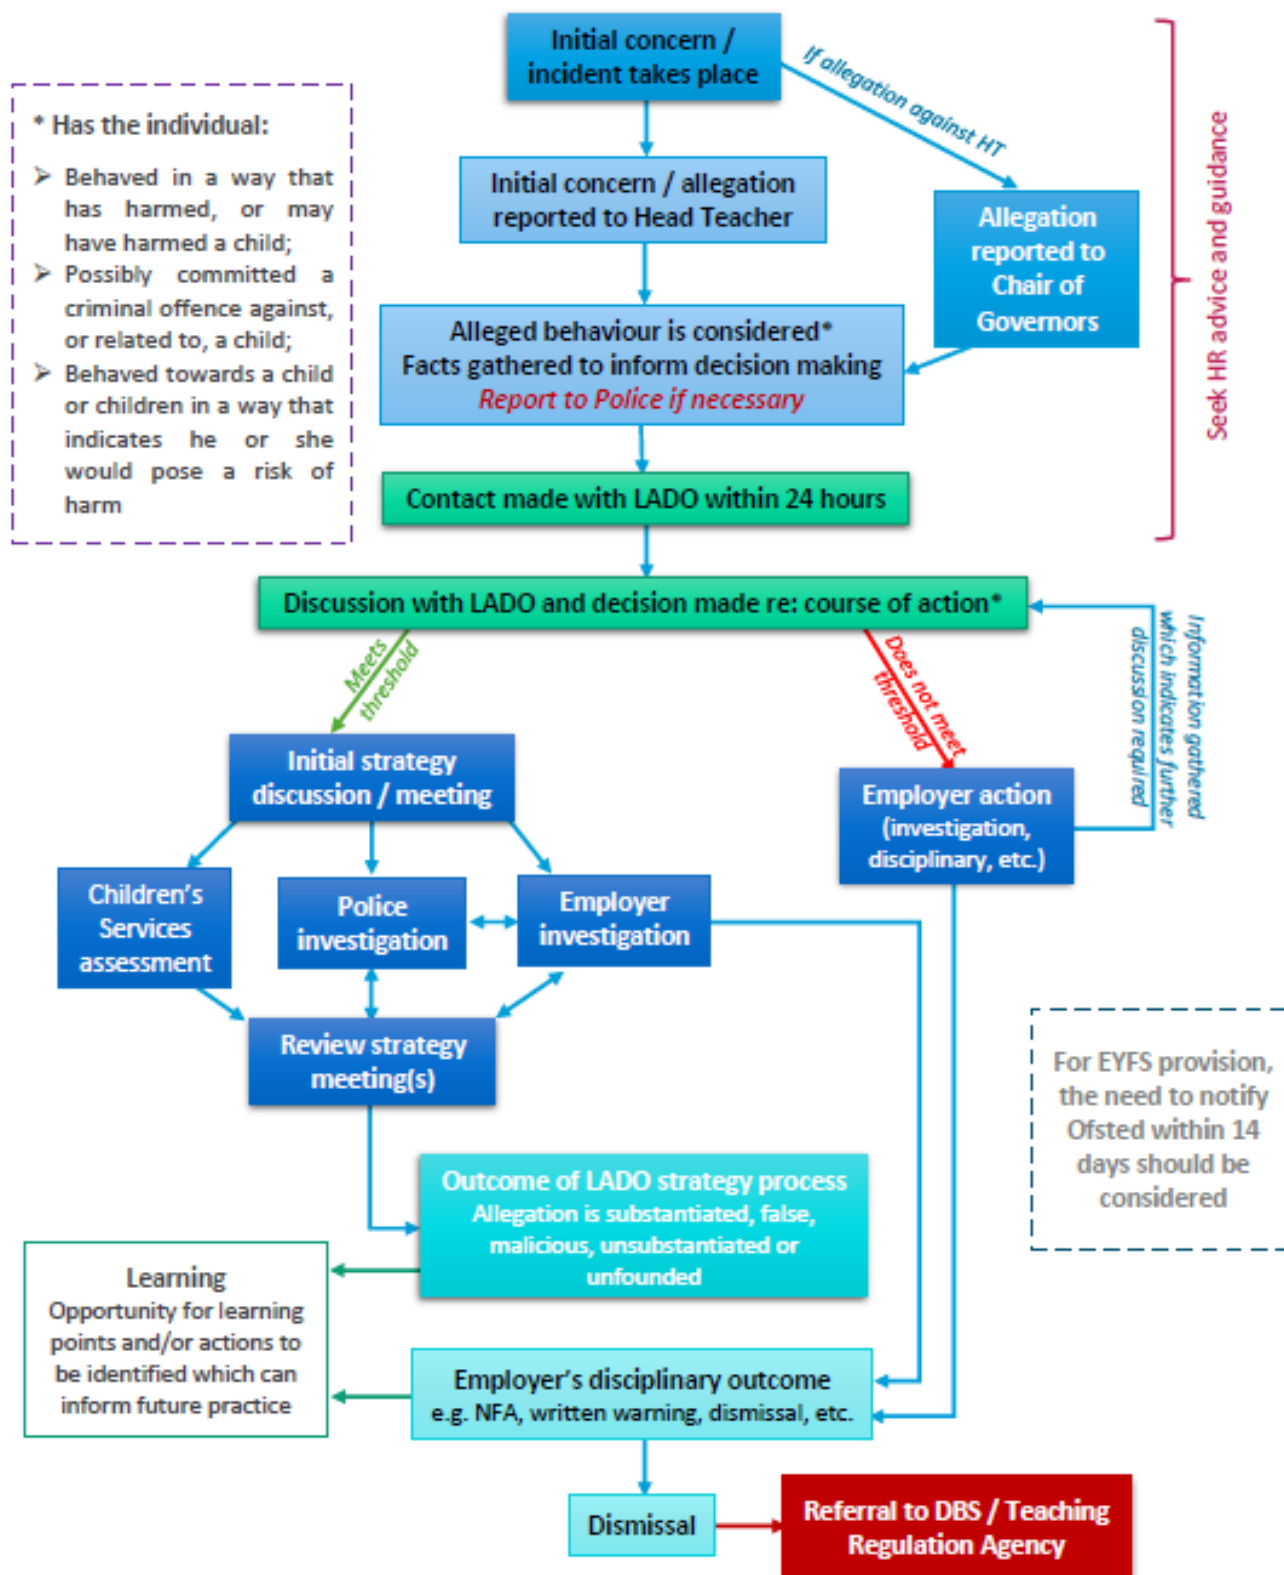 Initial concern /
incident takes place
If allegation against HT
* Has the individual:
➢ Behaved in a way that
has harmed, or may
have harmed a child;
➢ Possibly committed a
criminal offence against,
or related to, a child;
➢ Behaved towards a child
or children in a way that
indicates he or she
would pose a risk of
harm
Initial concern / allegation
reported to Head Teacher
Allegation
reported to
Chair of
Governors
Seek HR advice and guidance
Alleged behaviour is considered*
Facts gathered to inform decision making
Report to Police if necessary
Contact made with LADO within 24 hours
Discussion with LADO and decision made re: course of action*
Meets
threshold
Does not meet
threshold
Information gathered
which indicates further
discussion required
Initial strategy
discussion / meeting
Employer action
(investigation,
disciplinary, etc.)
Children's
Services
assessment
Police
investigation
Employer
investigation
Review strategy
meeting(s)
For EYFS provision,
the need to notify
Ofsted within 14
days should be
considered
Outcome of LADO strategy process
Allegation is substantiated, false,
malicious, unsubstantiated or
unfounded
Learning
Opportunity for learning
points and/or actions to
be identified which can
inform future practice
Employer's disciplinary outcome
e.g. NFA, written warning, dismissal, etc.
Dismissal
Referral to DBS / Teaching
Regulation Agency